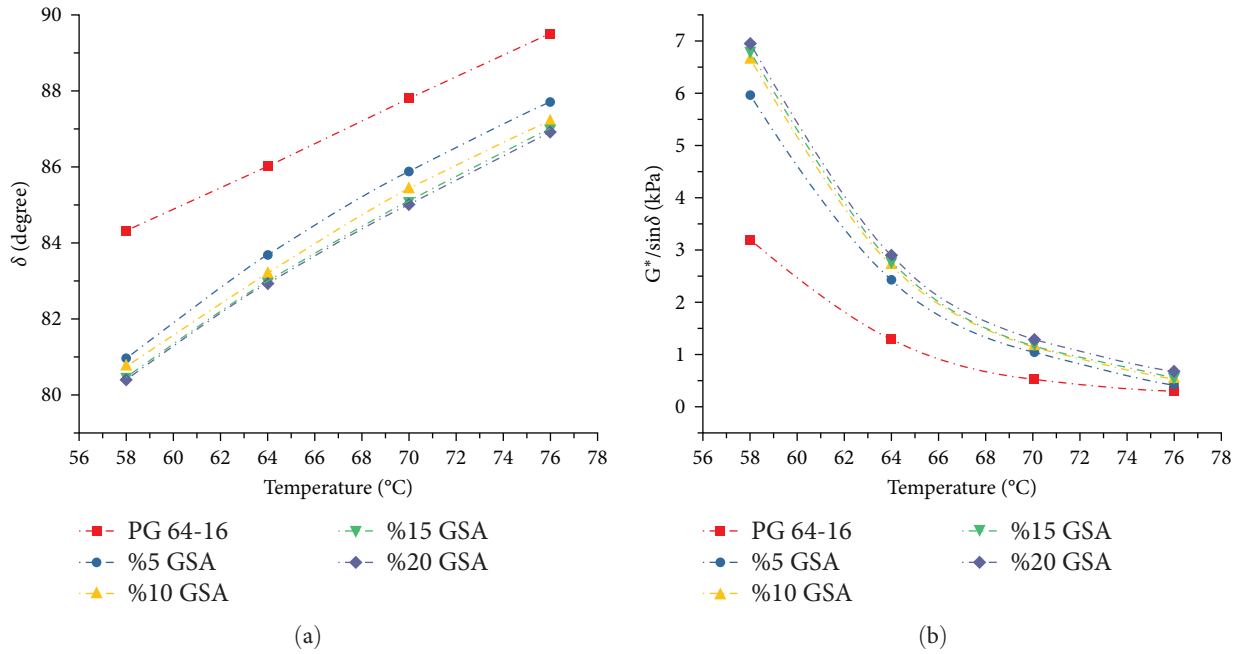 90
88
86
84
82
80
δ (degree)
56 58 60 62 64 66 68 70 72 74 76 78
Temperature (°C)
PG 64-16
%5 GSA
%10 GSA
%15 GSA
%20 GSA
(a)
7
6
5
4
3
2
1
0
G*/sinδ (kPa)
56 58 60 62 64 66 68 70 72 74 76 78
Temperature (°C)
PG 64-16
%5 GSA
%10 GSA
%15 GSA
%20 GSA
(b)